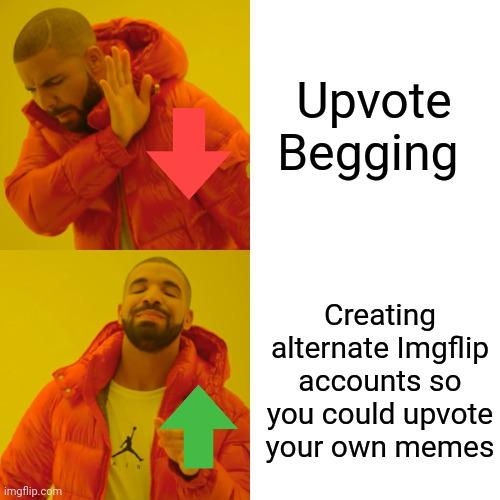 Upvote
Begging
Creating
alternate Imgflip
accounts so
you could upvote
your own memes
imgflip.com